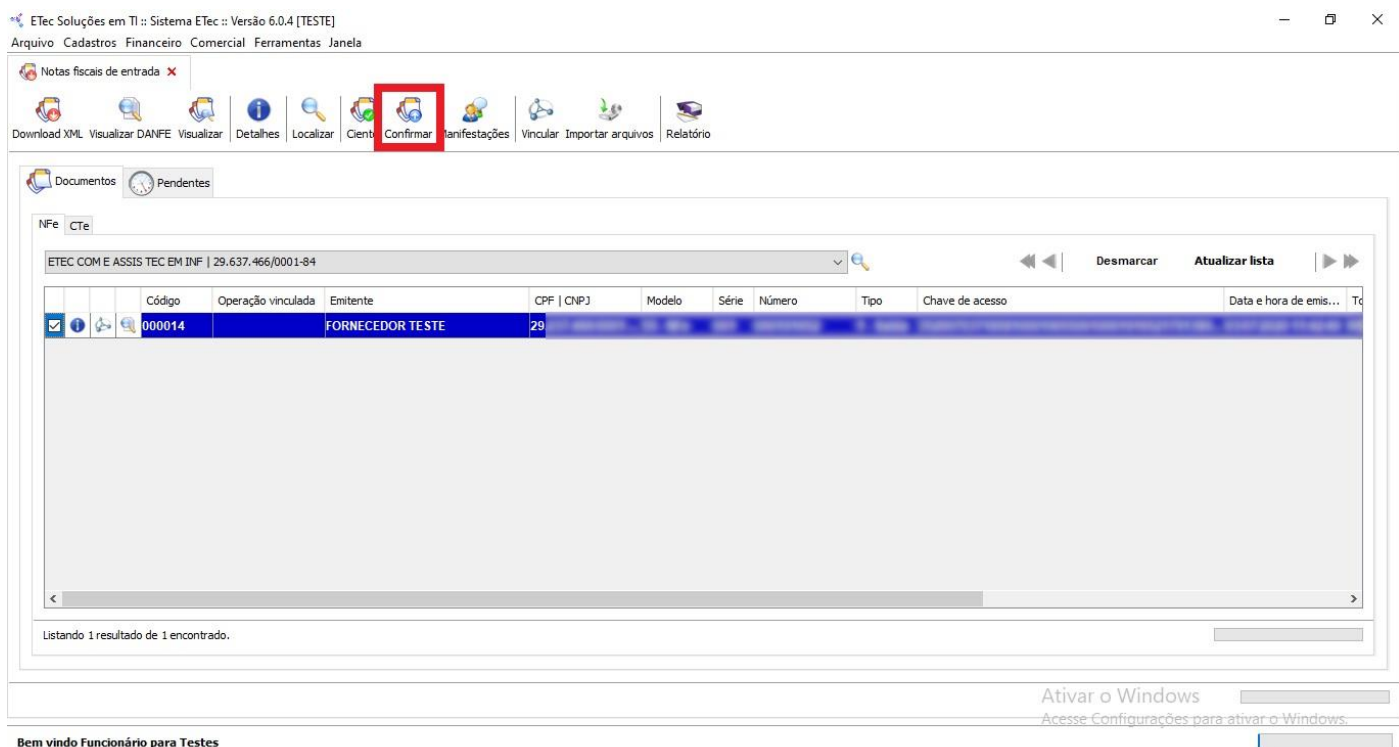 ETec Soluções em TI :: Sistema ETec :: Versão 6.0.4 [TESTE]
Arquivo Cadastros Financeiro Comercial Ferramentas Janela
Notas fiscais de entrada
Download XML Visualizar DANFE Visualizar Detalhes Localizar Ciente Confirmar Manifestações Vincular Importar arquivos Relatório
Documentos Pendentes
NFe CTe
ETEC COM E ASSIS TEC EM INF | 29.637.466/0001-84 Desmarcar Atualizar lista
Código Operação vinculada Emitente CPF | CNPJ Modelo Série Número Tipo Chave de acesso Data e hora de emis... To
000014 FORNECEDOR TESTE 29
Listando 1 resultado de 1 encontrado.
Ativar o Windows
Acesse Configurações para ativar o Windows.
Bem vindo Funcionário para Testes